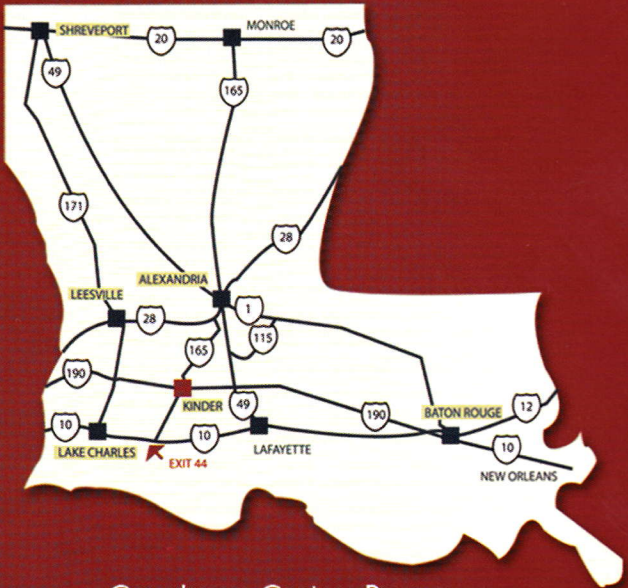 SHREVEPORT
MONROE
20
20
49
165
171
28
ALEXANDRIA
LEESVILLE
1
28
115
165
190
KINDER
49
190
12
BATON ROUGE
10
10
LAKE CHARLES
EXIT 44
LAFAYETTE
10
NEW ORLEANS